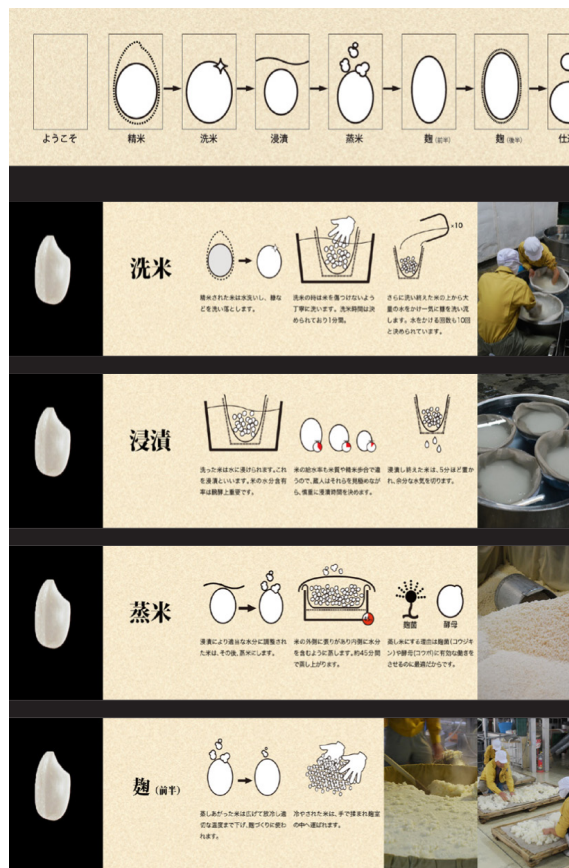 ようこそ
精米
洗米
浸漬
蒸米
麹(前半)
麹(後半)
洗米
精米された米は水洗いし、糠な
どを洗い落とします。
洗米の時は米を傷つけないよう
丁寧に洗います。洗米時間は決
められており1分間。
×10
さらに洗い終えた米の上から大
量の水をかけ一気に糠を洗い流
します。水をかける回数も10回
と決められています。
浸漬
洗った米は水に浸けられます。これ
を浸漬といいます。米の水分含有
率は醗酵上重要です。
米の給水率も米質や精米歩合で違
うので、蔵人はそれらを見極めなが
ら、慎重に浸漬時間を決めます。
浸漬し終えた米は、5分ほど置か
れ、余分な水気を切ります。
蒸米
浸漬により適当な水分に調整され
た米は、その後、蒸米にします。
米の外側に張りがあり内側に水分
を含むように蒸します。約45分間
で蒸し上がります。
麹菌
酵母
蒸し米にする理由は麹菌(コウジキ
ン)や酵母(コウボ)に有効な働きを
させるのに最適だからです。
麹(前半)
蒸しあがった米は広げて放冷し適
切な温度まで下げ、麹づくりに使わ
れます。
冷やされた米は、手で揉まれ麹室
の中へ運ばれます。